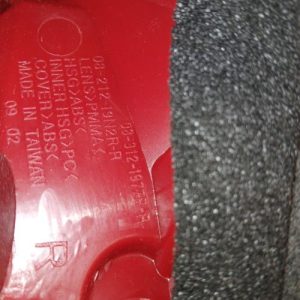 LENS>PMMA<
HSG>ABS<
INNER HSG>PC<
COVER>ABS<
MADE IN TAIWAN
09 02
R